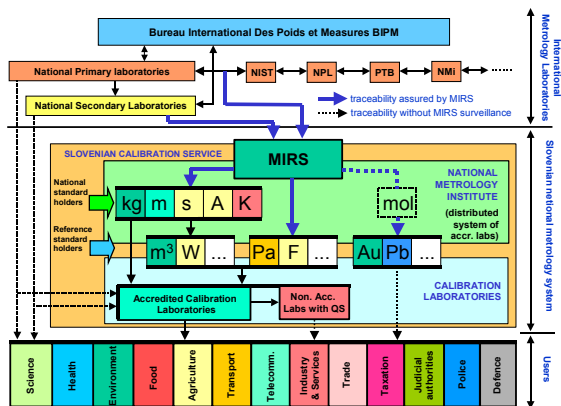 Bureau International Des Poids et Measures BIPM
National Primary laboratories
NIST
NPL
PTB
NMi
National Secondary Laboratories
traceability assured by MIRS
traceability without MIRS surveillance
International
Metrology Laboratories
SLOVENIAN CALIBRATION SERVICE
MIRS
NATIONAL
METROLOGY
INSTITUTE
(distributed
system of
accr. labs)
National
standard
holders
kg m s A K
mol
Reference
standard
holders
m³ W ...
Pa F ...
Au Pb ...
CALIBRATION
LABORATORIES
Accredited Calibration
Laboratories
Non. Acc.
Labs with QS
Slovenian national metrology system
Science
Health
Environment
Food
Agriculture
Transport
Telecomm.
Industry
& Services
Trade
Taxation
Judicial
authorities
Police
Defence
Users